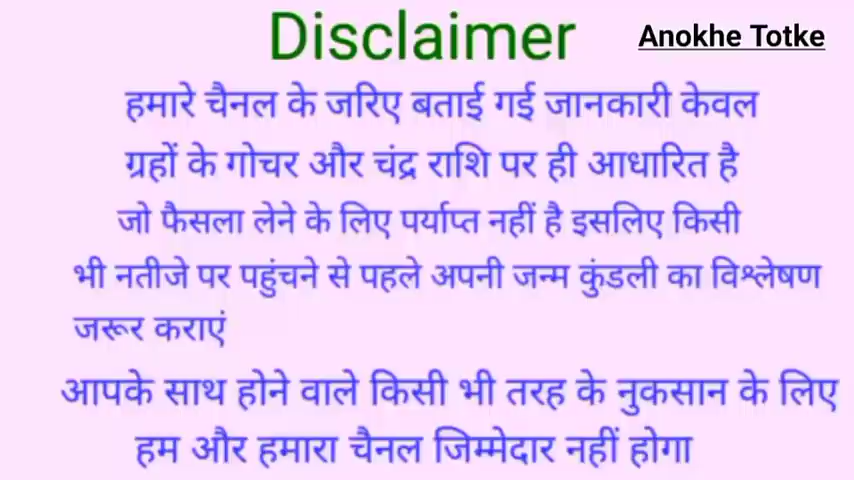 Disclaimer
Anokhe Totke
हमारे चैनल के जरिए बताई गई जानकारी केवल
ग्रहों के गोचर और चंद्र राशि पर ही आधारित है
जो फैसला लेने के लिए पर्याप्त नहीं है इसलिए किसी
भी नतीजे पर पहुंचने से पहले अपनी जन्म कुंडली का विश्लेषण
जरूर कराएं
आपके साथ होने वाले किसी भी तरह के नुकसान के लिए
हम और हमारा चैनल जिम्मेदार नहीं होगा